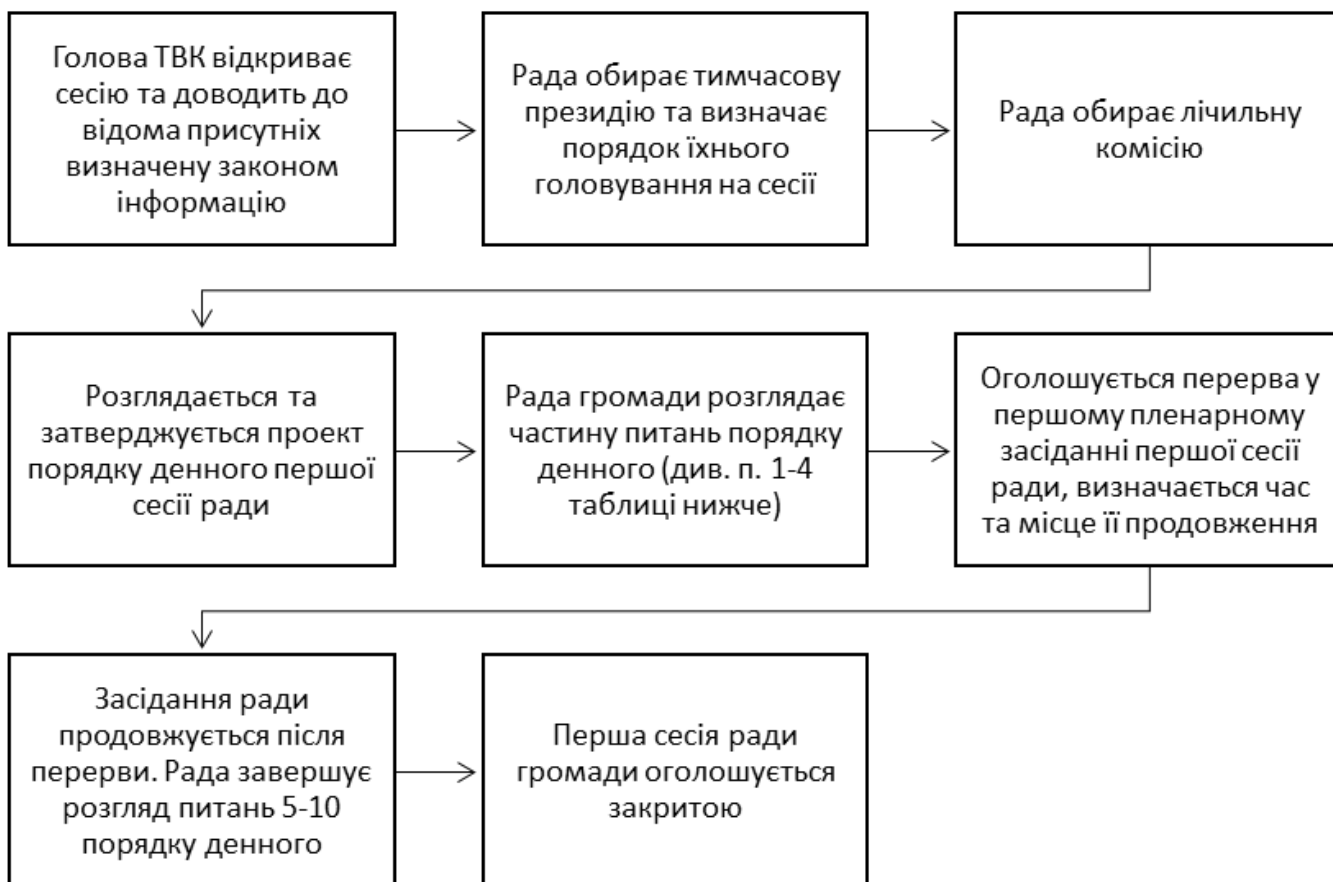 Голова ТВК відкриває
сесію та доводить до
відома присутніх
визначену законом
інформацію
Рада обирає тимчасову
президію та визначає
порядок їхнього
головування на сесії
Рада обирає лічильну
комісію
Розглядається та
затверджується проект
порядку денного першої
сесії ради
Рада громади розглядає
частину питань порядку
денного (див. п. 1-4
таблиці нижче)
Оголошується перерва у
першому пленарному
засіданні першої сесії
ради, визначається час
та місце її продовження
Засідання ради
продовжується після
перерви. Рада завершує
розгляд питань 5-10
порядку денного
Перша сесія ради
громади оголошується
закритою